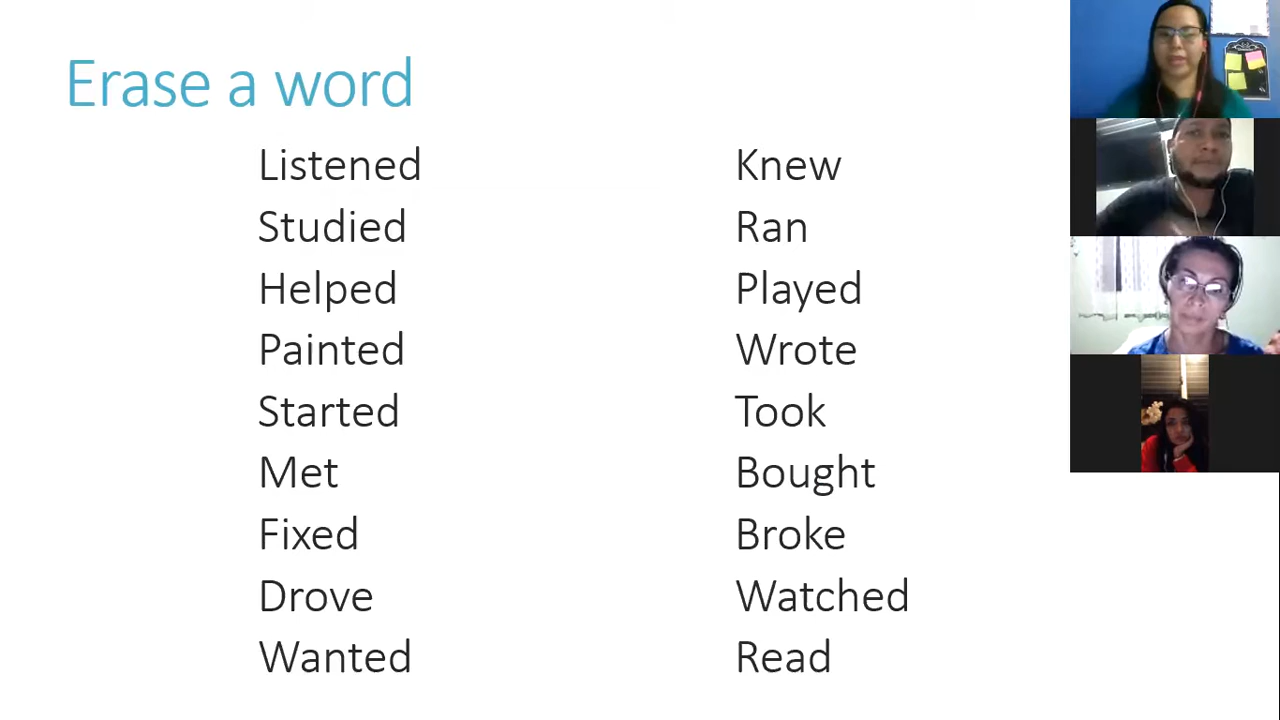 Erase a word
Listened
Studied
Helped
Painted
Started
Met
Fixed
Drove
Wanted
Knew
Ran
Played
Wrote
Took
Bought
Broke
Watched
Read